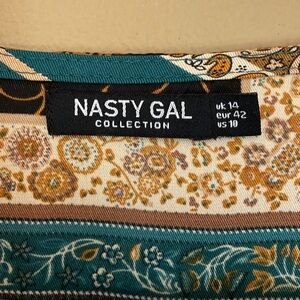 NASTY GAL
COLLECTION
uk 14
eur 42
us 10